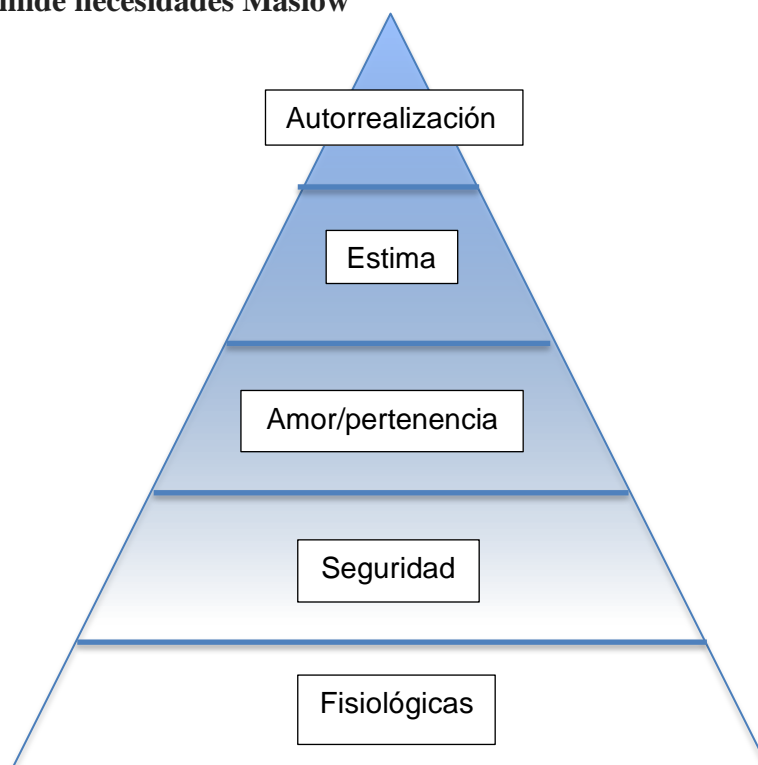 necesidades Maslow
Autorrealización
Estima
Amor/pertenencia
Seguridad
Fisiológicas